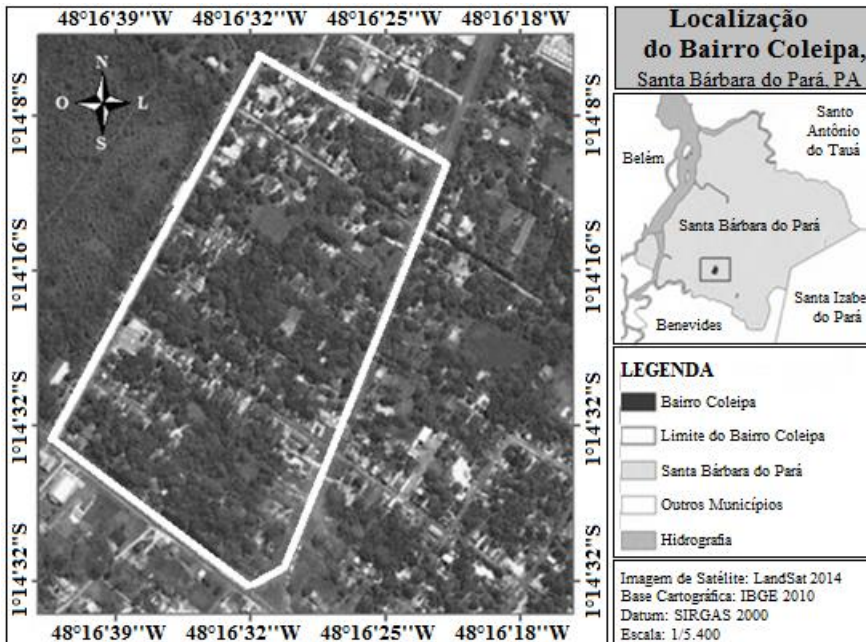 48°16'39"W 48°16'32"W 48°16'25"W 48°16'18"W
N
O L
S
1°14'8"S
1°14'16"S
1°14'32"S
1°14'32"S
1°14'8"S
1°14'16"S
1°14'32"S
1°14'32"S
48°16'39"W 48°16'32"W 48°16'25"W 48°16'18"W
Localização
do Bairro Coleipa,
Santa Bárbara do Pará, PA
Santo
Antônio
do Tauá
Belém
Santa Bárbara do Pará
Santa Izabe
do Pará
Benevides
LEGENDA
Bairro Coleipa
Limite do Bairro Coleipa
Santa Bárbara do Pará
Outros Municípios
Hidrografia
Imagem de Satélite: LandSat 2014
Base Cartográfica: IBGE 2010
Datum: SIRGAS 2000
Escala: 1/5.400